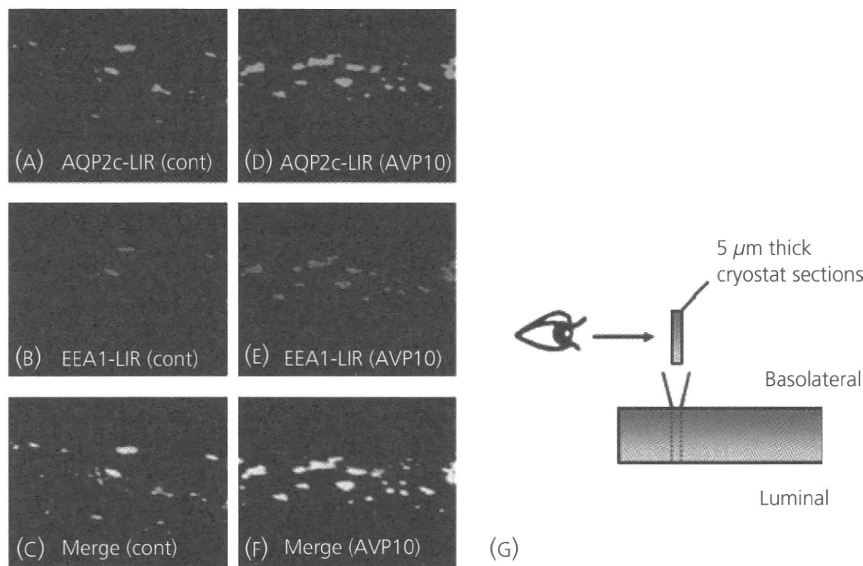 (A) AQP2c-LIR (cont)
(D) AQP2c-LIR (AVP10)
(B) EEA1-LIR (cont)
(E) EEA1-LIR (AVP10)
(C) Merge (cont)
(F) Merge (AVP10)
(G)
5 µm thick
cryostat sections
Basolateral
Luminal